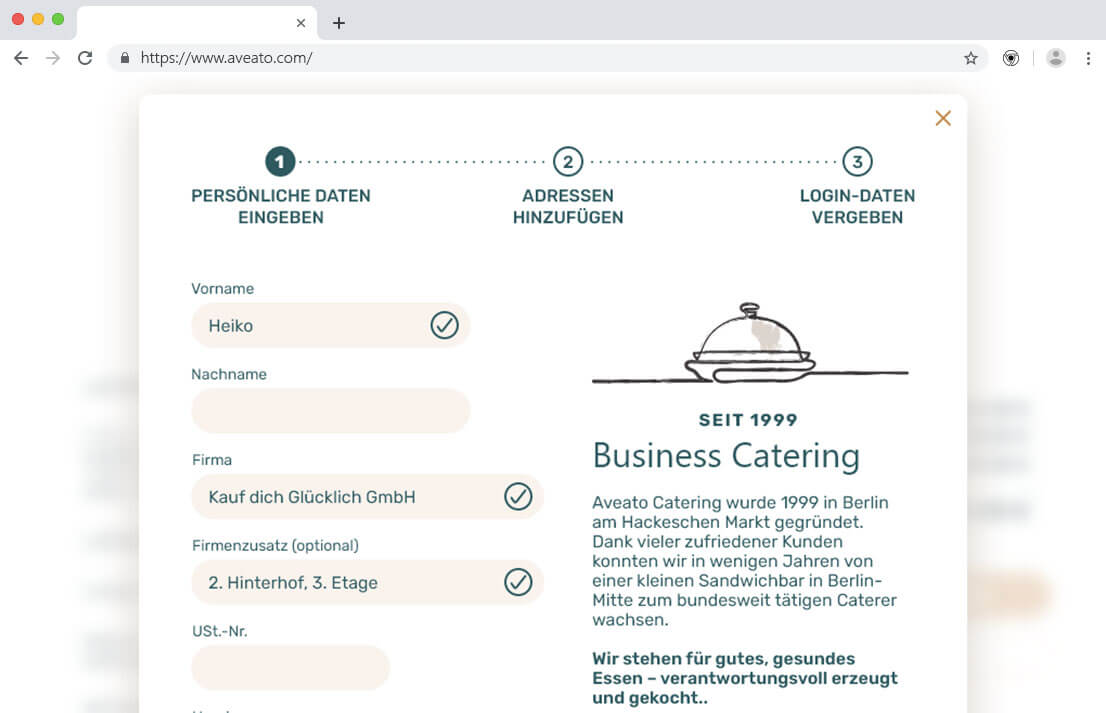 https://www.aveato.com/
1
2
3
PERSÖNLICHE DATEN
EINGEBEN
ADRESSEN
HINZUFÜGEN
LOGIN-DATEN
VERGEBEN
Vorname
Heiko
Nachname
Firma
Kauf dich Glücklich GmbH
Firmenzusatz (optional)
2. Hinterhof, 3. Etage
USt.-Nr.
SEIT 1999
Business Catering
Aveato Catering wurde 1999 in Berlin
am Hackeschen Markt gegründet.
Dank vieler zufriedener Kunden
konnten wir in wenigen Jahren von
einer kleinen Sandwichbar in Berlin-
Mitte zum bundesweit tätigen Caterer
wachsen.
Wir stehen für gutes, gesundes
Essen – verantwortungsvoll erzeugt
und gekocht..